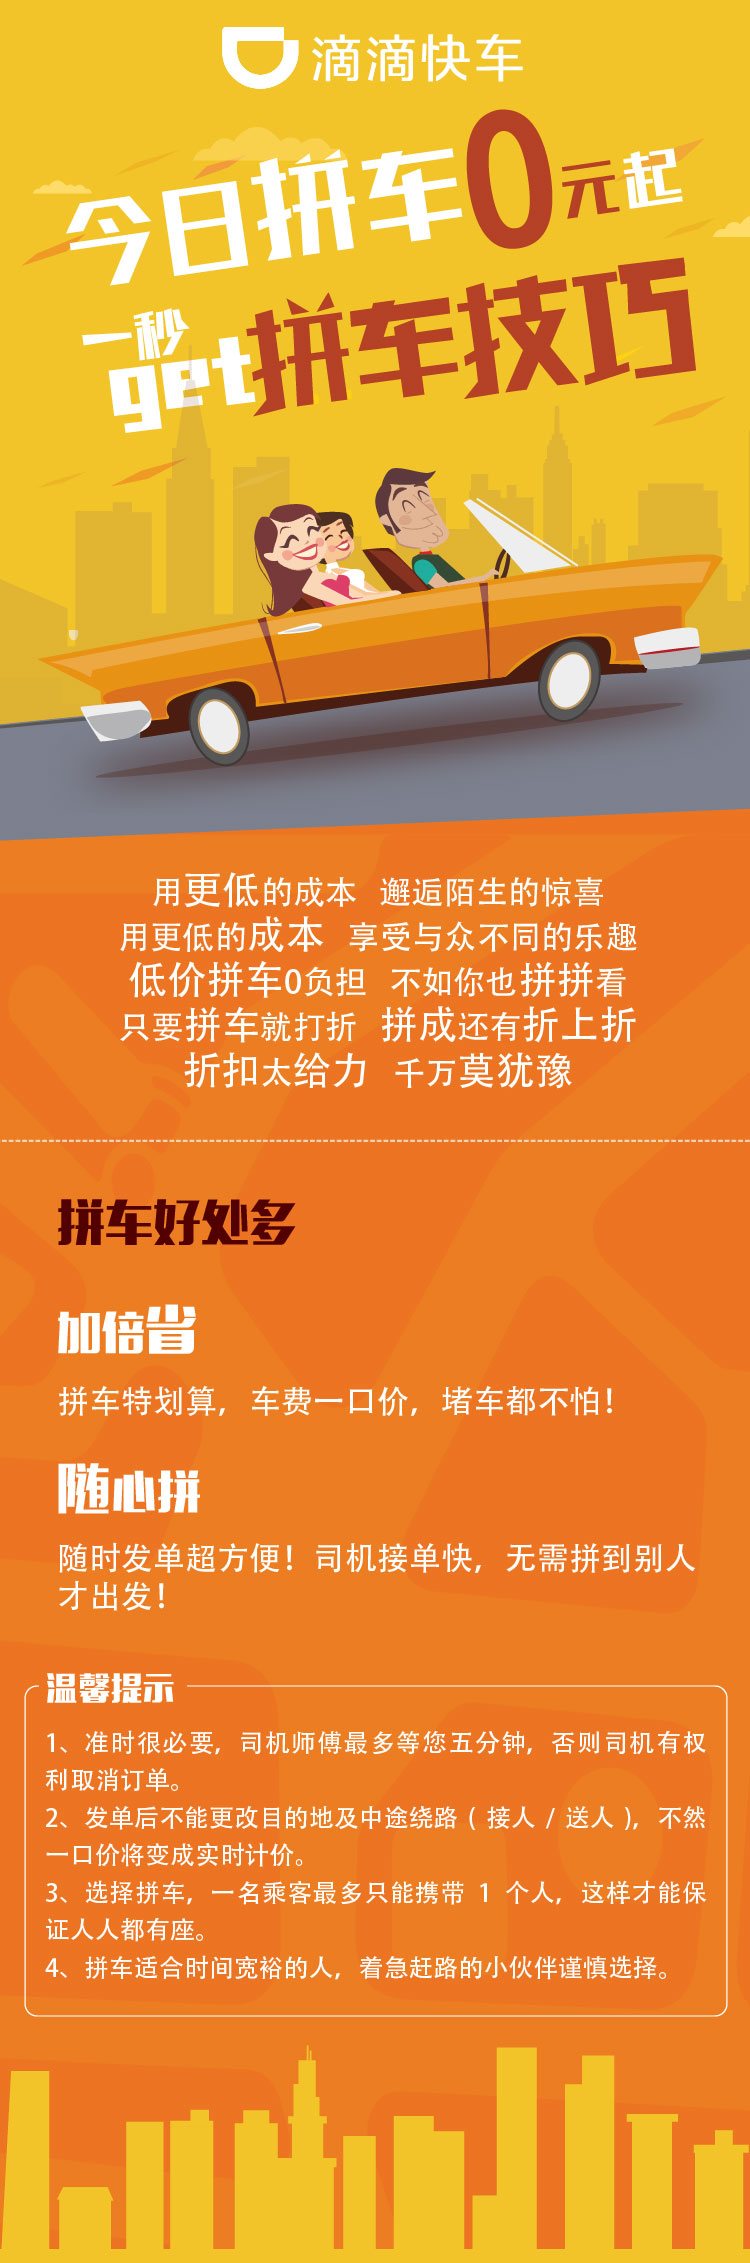 滴滴快车
今日拼车0元起
一秒get拼车技巧
用更低的成本 邂逅陌生的惊喜
用更低的成本 享受与众不同的乐趣
低价拼车0负担 不如你也拼拼看
只要拼车就打折 拼成还有折上折
折扣太给力 千万莫犹豫
拼车好处多
加倍省
拼车特划算，车费一口价，堵车都不怕！
随心拼
随时发单超方便！司机接单快，无需拼到别人
才出发！
温馨提示
1、准时很必要，司机师傅最多等您五分钟，否则司机有权
利取消订单。
2、发单后不能更改目的地及中途绕路（接人 / 送人），不然
一口价将变成实时计价。
3、选择拼车，一名乘客最多只能携带 1 个人，这样才能保
证人人都有座。
4、拼车适合时间宽裕的人，着急赶路的小伙伴谨慎选择。